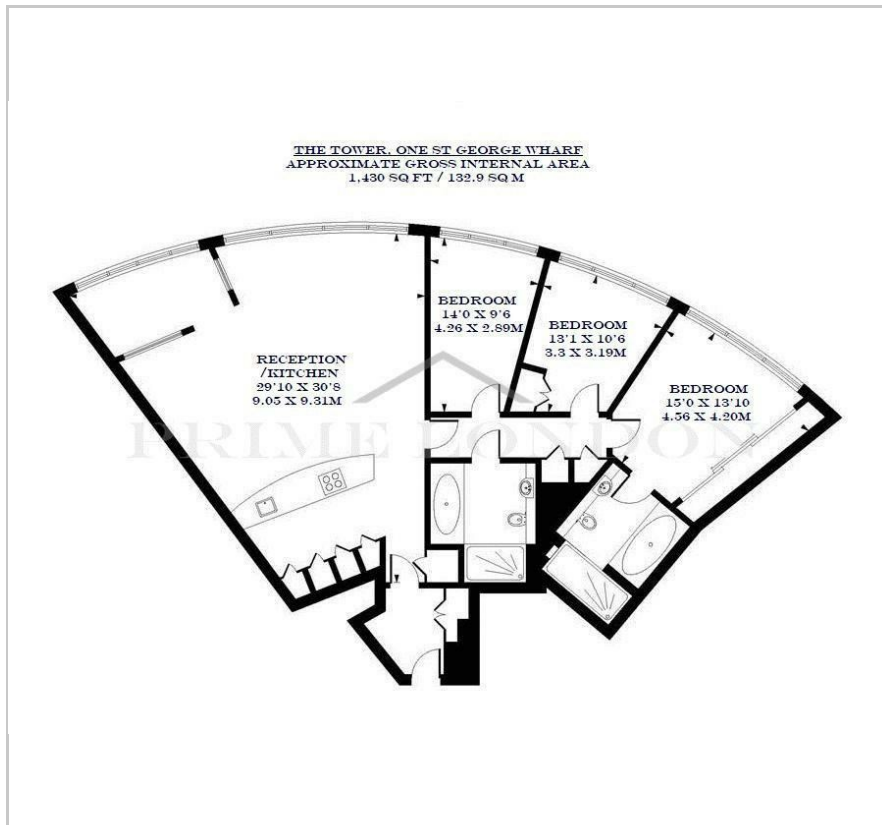 THE TOWER, ONE ST GEORGE WHARF
APPROXIMATE GROSS INTERNAL AREA
1,430 SQ FT / 132.9 SQ M
BEDROOM
14'0 X 9'6
4.26 X 2.89M
BEDROOM
13'1 X 10'6
3.3 X 3.19M
RECEPTION
/KITCHEN
29'10 X 30'8
9.05 X 9.31M
BEDROOM
15'0 X 13'10
4.56 X 4.20M
PRIME LONDON